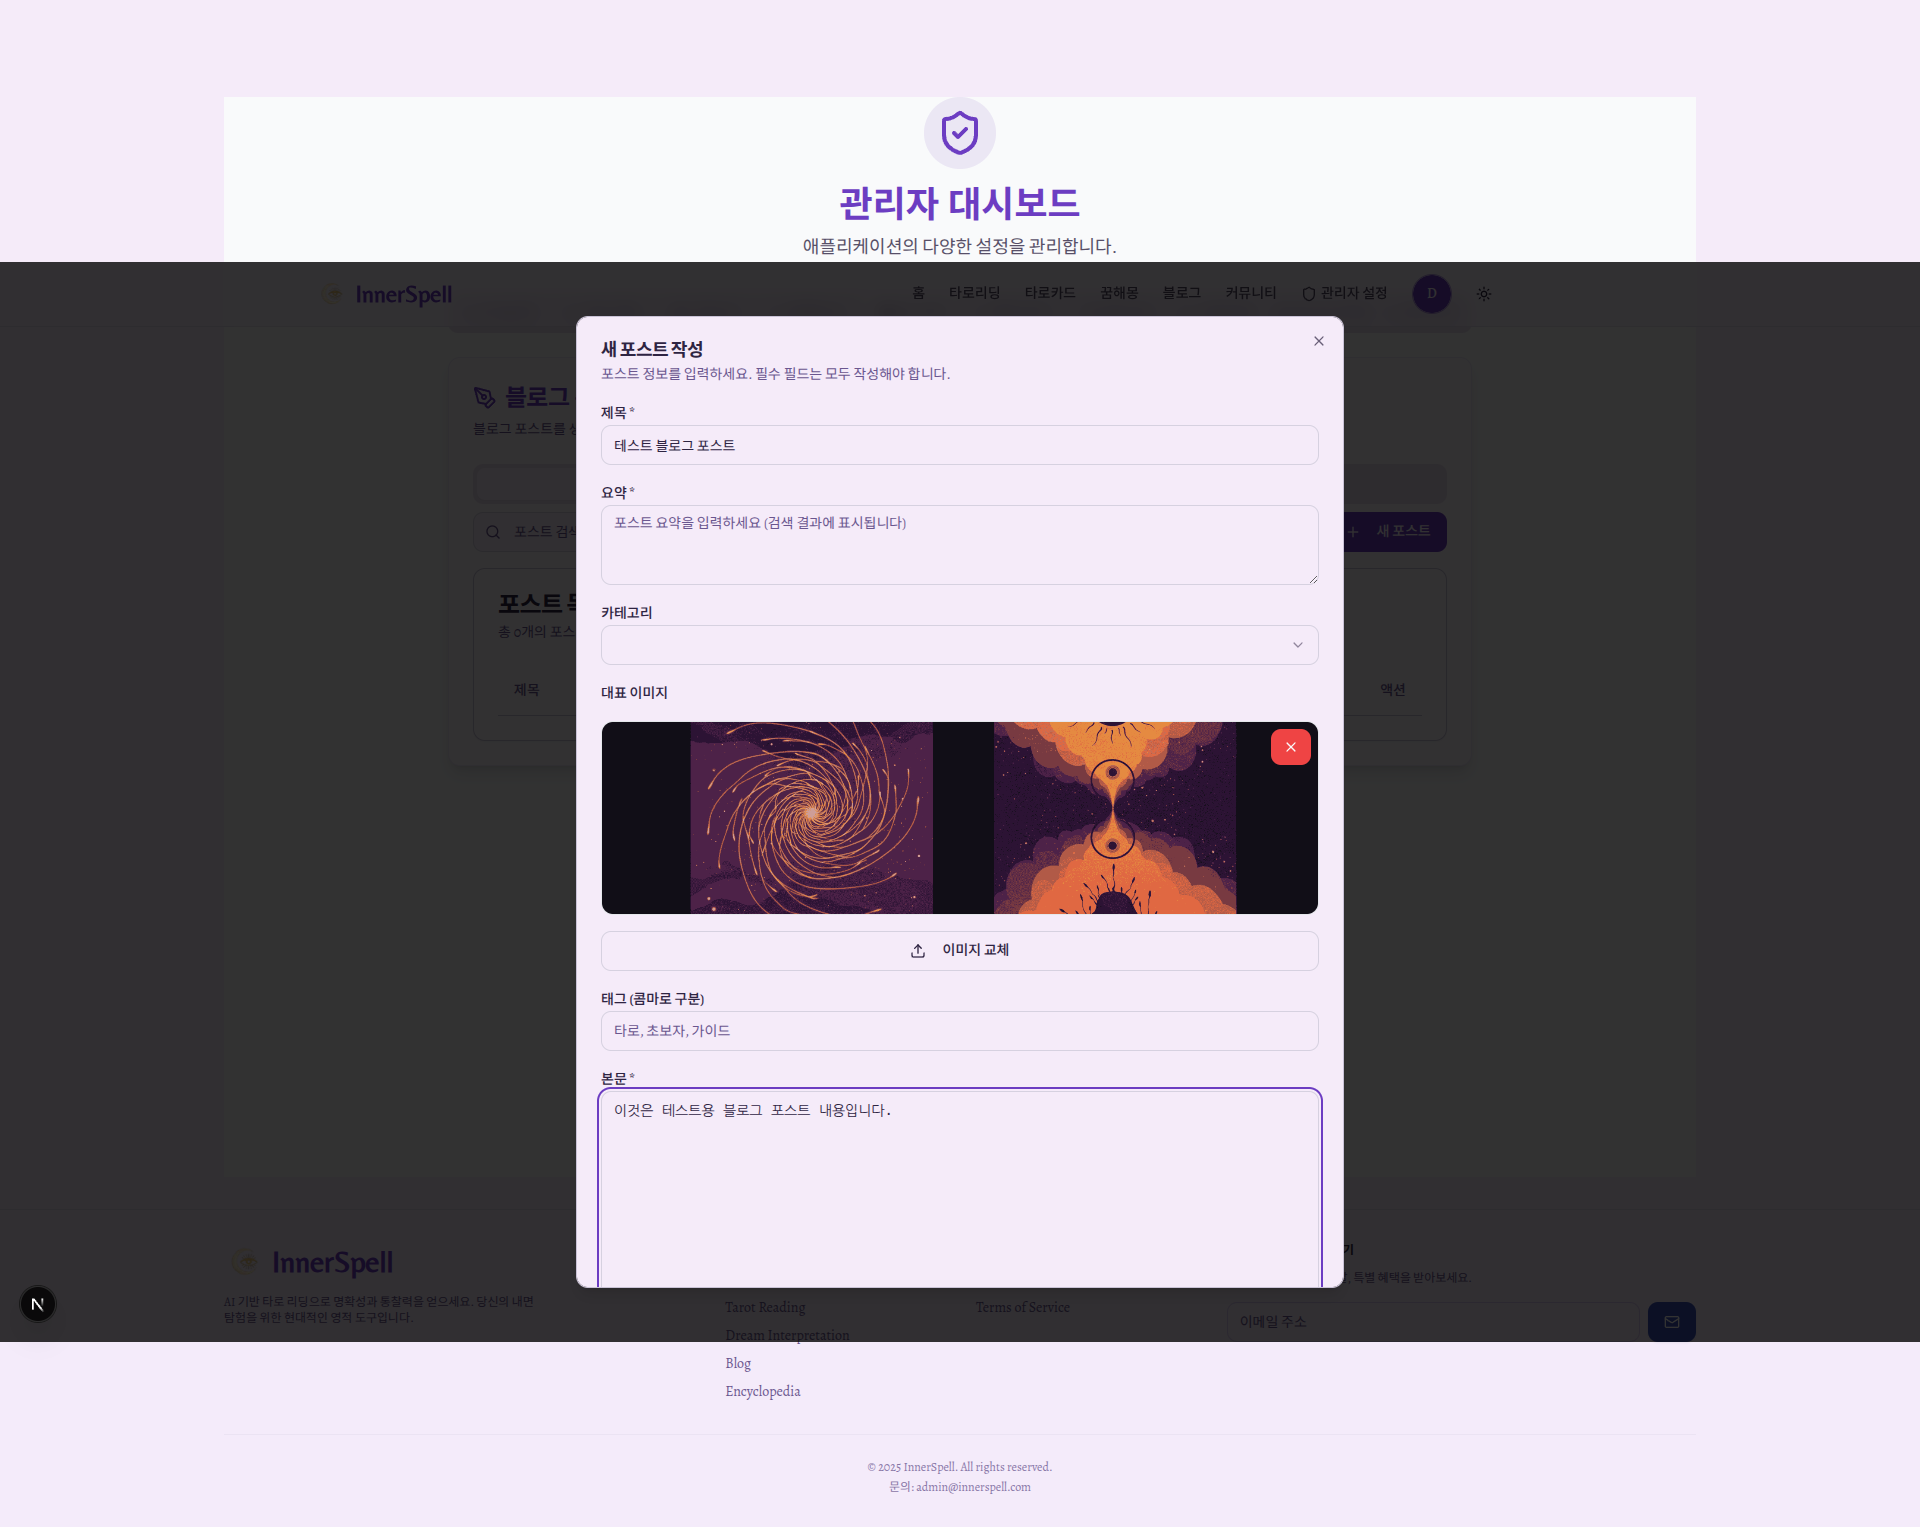 관리자 대시보드
애플리케이션의 다양한 설정을 관리합니다.
InnerSpell
홈
타로리딩
타로카드
꿈해몽
블로그
커뮤니티
관리자 설정
D
새 포스트 작성
포스트 정보를 입력하세요. 필수 필드는 모두 작성해야 합니다.
블로그
블로그 포스트를
제목 *
테스트 블로그 포스트
요약 *
포스트 요약을 입력하세요 (검색 결과에 표시됩니다)
포스트 검색
새 포스트
포스트
총 0개의 포스
제목
액션
카테고리
대표 이미지
이미지 교체
태그 (콤마로 구분)
타로, 초보자, 가이드
본문 *
이것은 테스트용 블로그 포스트 내용입니다.
InnerSpell
AI 기반 타로 리딩으로 명확성과 통찰력을 얻으세요. 당신의 내면
탐험을 위한 현대적인 영적 도구입니다.
기
, 특별 혜택을 받아보세요.
이메일 주소
N
Tarot Reading
Dream Interpretation
Blog
Encyclopedia
Terms of Service
© 2025 InnerSpell. All rights reserved.
문의: admin@innerspell.com